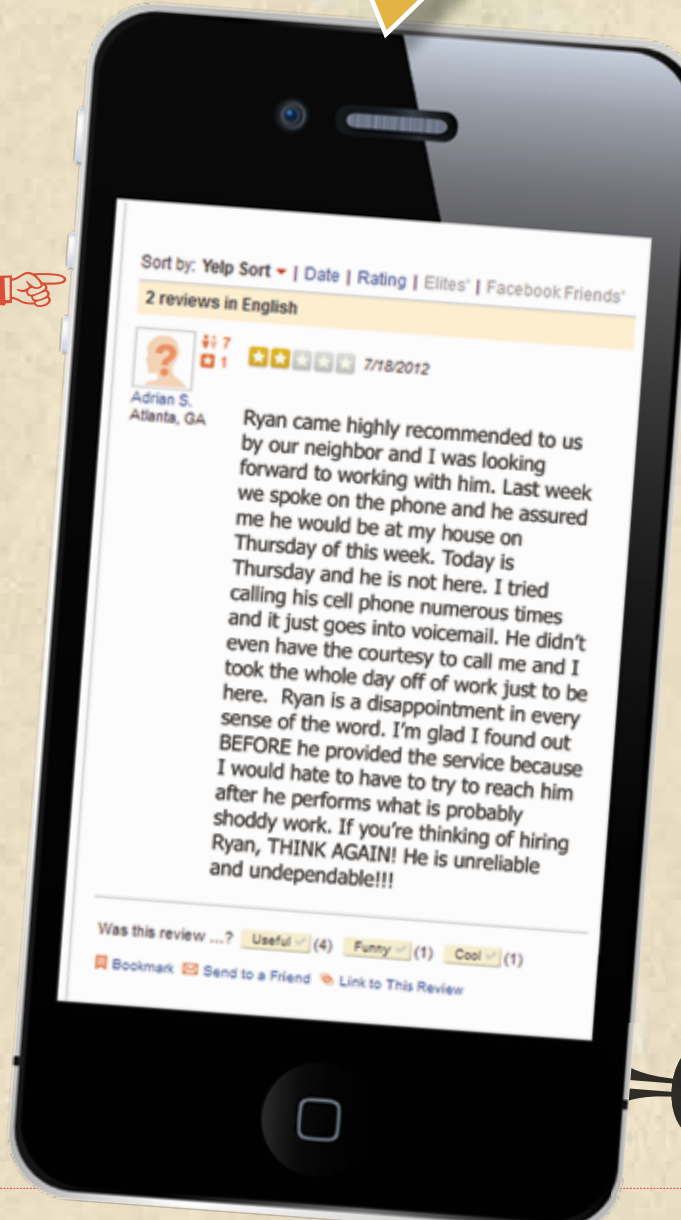 Sort by: Yelp Sort | Date | Rating | Elites' | Facebook Friends'
2 reviews in English
7
1
7/18/2012
Adrian S.
Atlanta, GA
Ryan came highly recommended to us
by our neighbor and I was looking
forward to working with him. Last week
we spoke on the phone and he assured
me he would be at my house on
Thursday of this week. Today is
Thursday and he is not here. I tried
calling his cell phone numerous times
and it just goes into voicemail. He didn't
even have the courtesy to call me and I
took the whole day off of work just to be
here.  Ryan is a disappointment in every
sense of the word. I'm glad I found out
BEFORE he provided the service because
I would hate to have to try to reach him
after he performs what is probably
shoddy work. If you're thinking of hiring
Ryan, THINK AGAIN! He is unreliable
and undependable!!!
Was this review ...? Useful (4) Funny (1) Cool (1)
Bookmark Send to a Friend Link to This Review